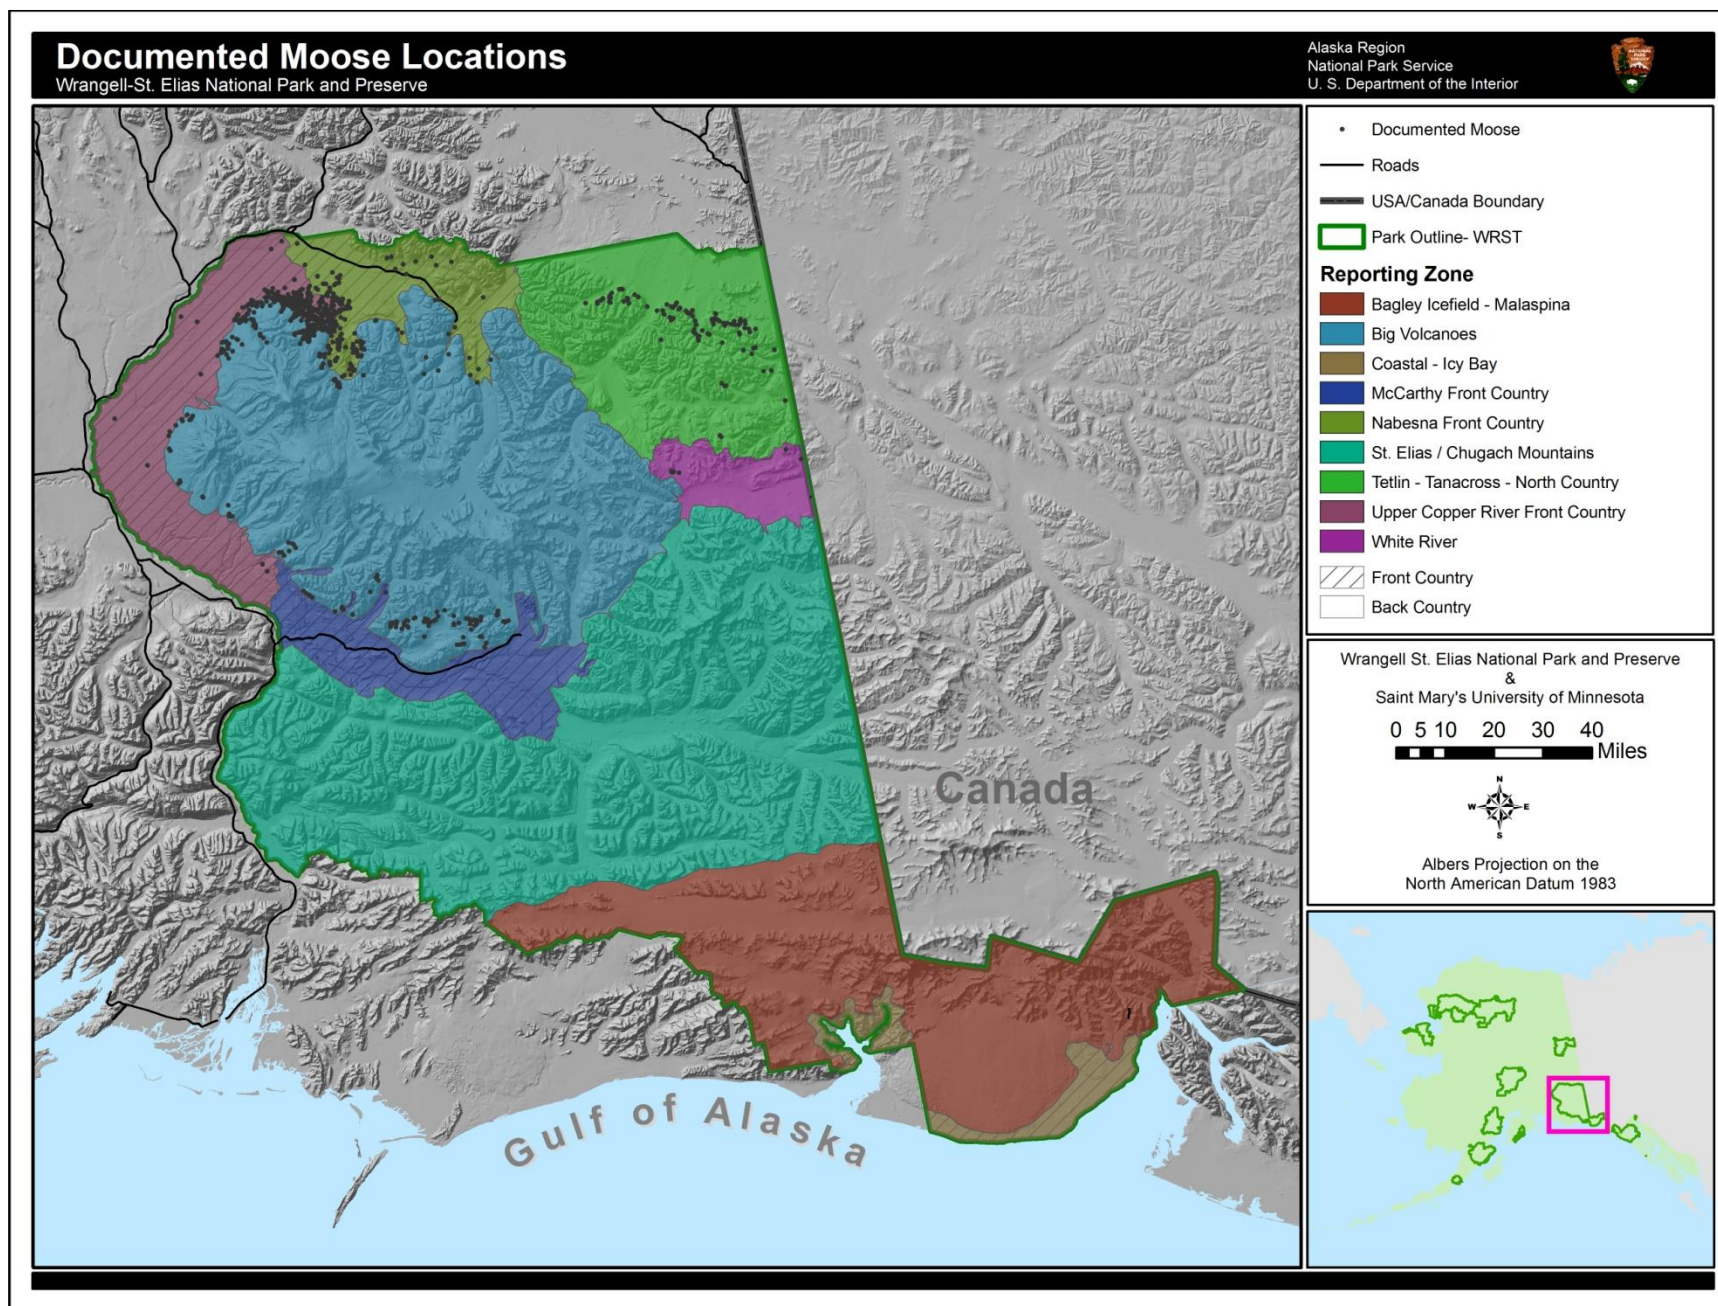 Documented Moose Locations
Wrangell-St. Elias National Park and Preserve
Alaska Region
National Park Service
U. S. Department of the Interior
Documented Moose
Roads
USA/Canada Boundary
Park Outline- WRST
Reporting Zone
Bagley Icefield - Malaspina
Big Volcanoes
Coastal - Icy Bay
McCarthy Front Country
Nabesna Front Country
St. Elias / Chugach Mountains
Tetlin - Tanacross - North Country
Upper Copper River Front Country
White River
Front Country
Back Country
Wrangell St. Elias National Park and Preserve
&
Saint Mary's University of Minnesota
0 5 10 20 30 40
Miles
N
W E
S
Albers Projection on the
North American Datum 1983
Canada
Gulf of Alaska